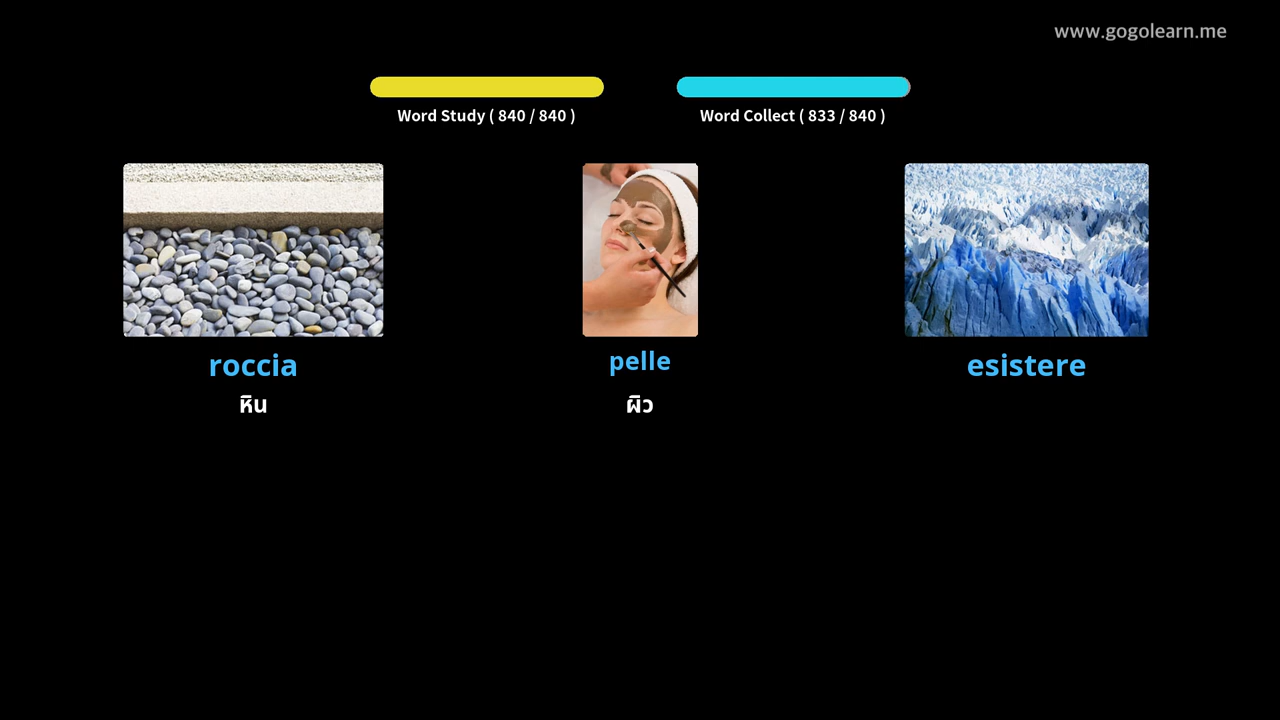 www.gogolearn.me
Word Study ( 840 / 840 )
Word Collect ( 833 / 840 )
roccia
pelle
esistere
หิน
ผิว